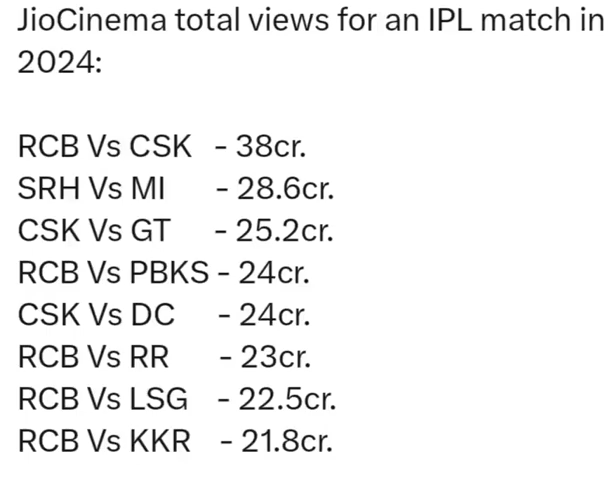 JioCinema total views for an IPL match in
2024:
RCB Vs CSK - 38cr.
SRH Vs MI - 28.6cr.
CSK Vs GT - 25.2cr.
RCB Vs PBKS - 24cr.
CSK Vs DC - 24cr.
RCB Vs RR - 23cr.
RCB Vs LSG - 22.5cr.
RCB Vs KKR - 21.8cr.